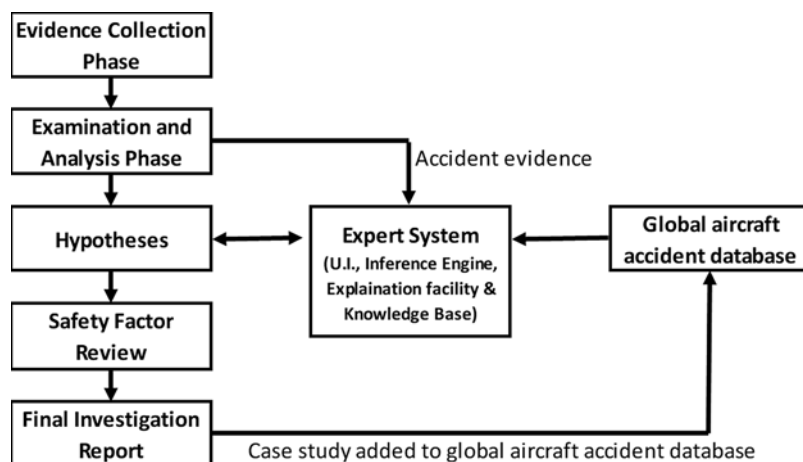 Evidence Collection
Phase
Examination and
Analysis Phase
Accident evidence
Hypotheses
Expert System
(U.I., Inference Engine,
Explaination facility &
Knowledge Base)
Global aircraft
accident database
Safety Factor
Review
Final Investigation
Report
Case study added to global aircraft accident database